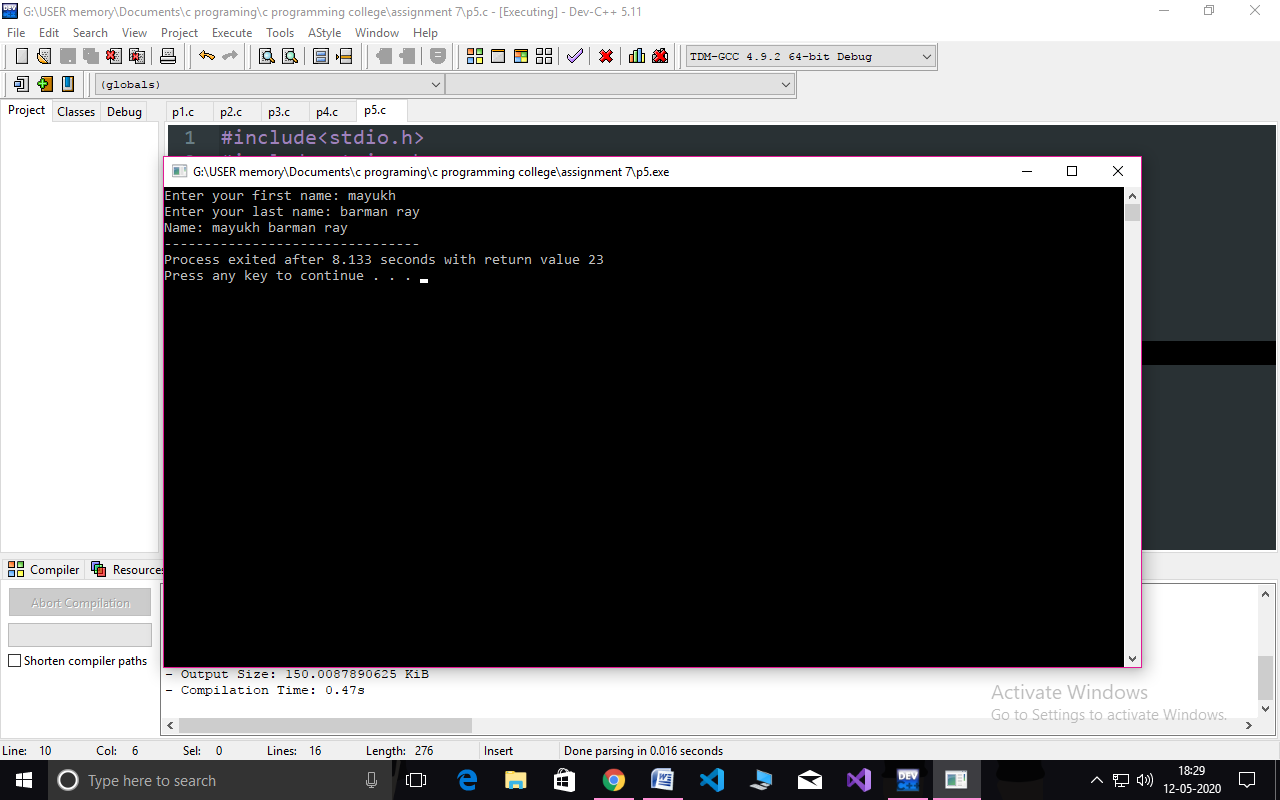 G:\USER memory\Documents\c programing\c programming college\assignment 7\p5.c - [Executing] - Dev-C++ 5.11
File Edit Search View Project Execute Tools AStyle Window Help
TDM-GCC 4.9.2 64-bit Debug
(globals)
Project Classes Debug p1.c p2.c p3.c p4.c p5.c
1 #include<stdio.h>
G:\USER memory\Documents\c programing\c programming college\assignment 7\p5.exe
Enter your first name: mayukh
Enter your last name: barman ray
Name: mayukh barman ray
--------------------------------
Process exited after 8.133 seconds with return value 23
Press any key to continue . . .
Compiler Resources
Abort Compilation
Shorten compiler paths
- Output Size: 150.0087890625 KiB
- Compilation Time: 0.47s
Activate Windows
Go to Settings to activate Windows.
Line: 10 Col: 6 Sel: 0 Lines: 16 Length: 276 Insert Done parsing in 0.016 seconds
Type here to search
DEV
18:29
12-05-2020